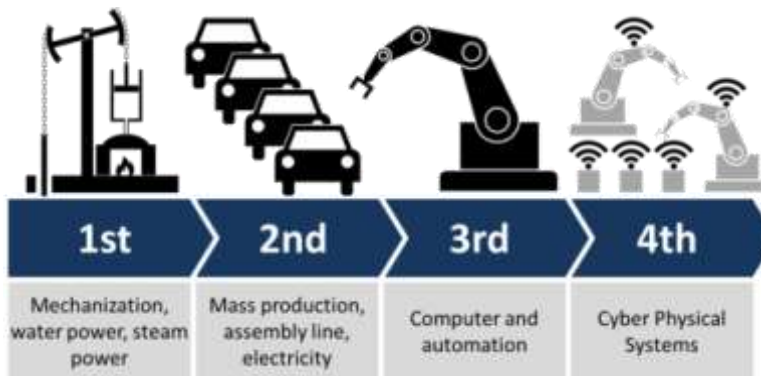 1st
2nd
3rd
4th
Mechanization,
water power, steam
power
Mass production,
assembly line,
electricity
Computer and
automation
Cyber Physical
Systems